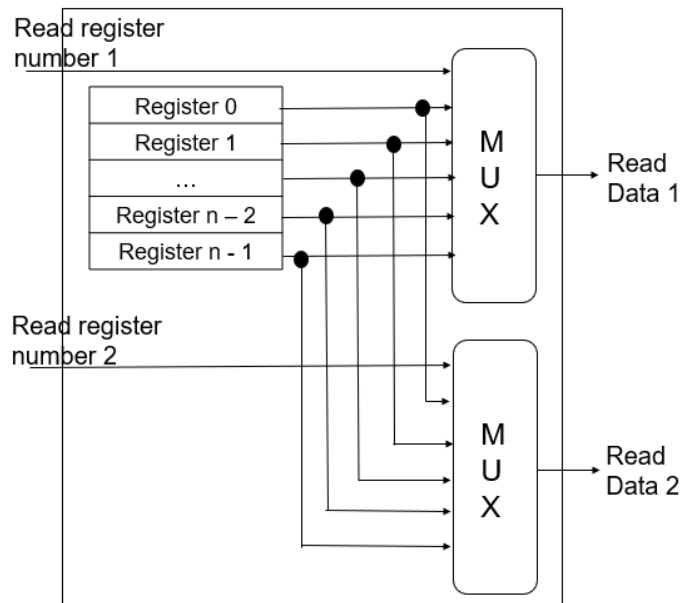 Read register
number 1
Register 0
Register 1
...
Register n – 2
Register n - 1
M
U
X
Read
Data 1
Read register
number 2
M
U
X
Read
Data 2